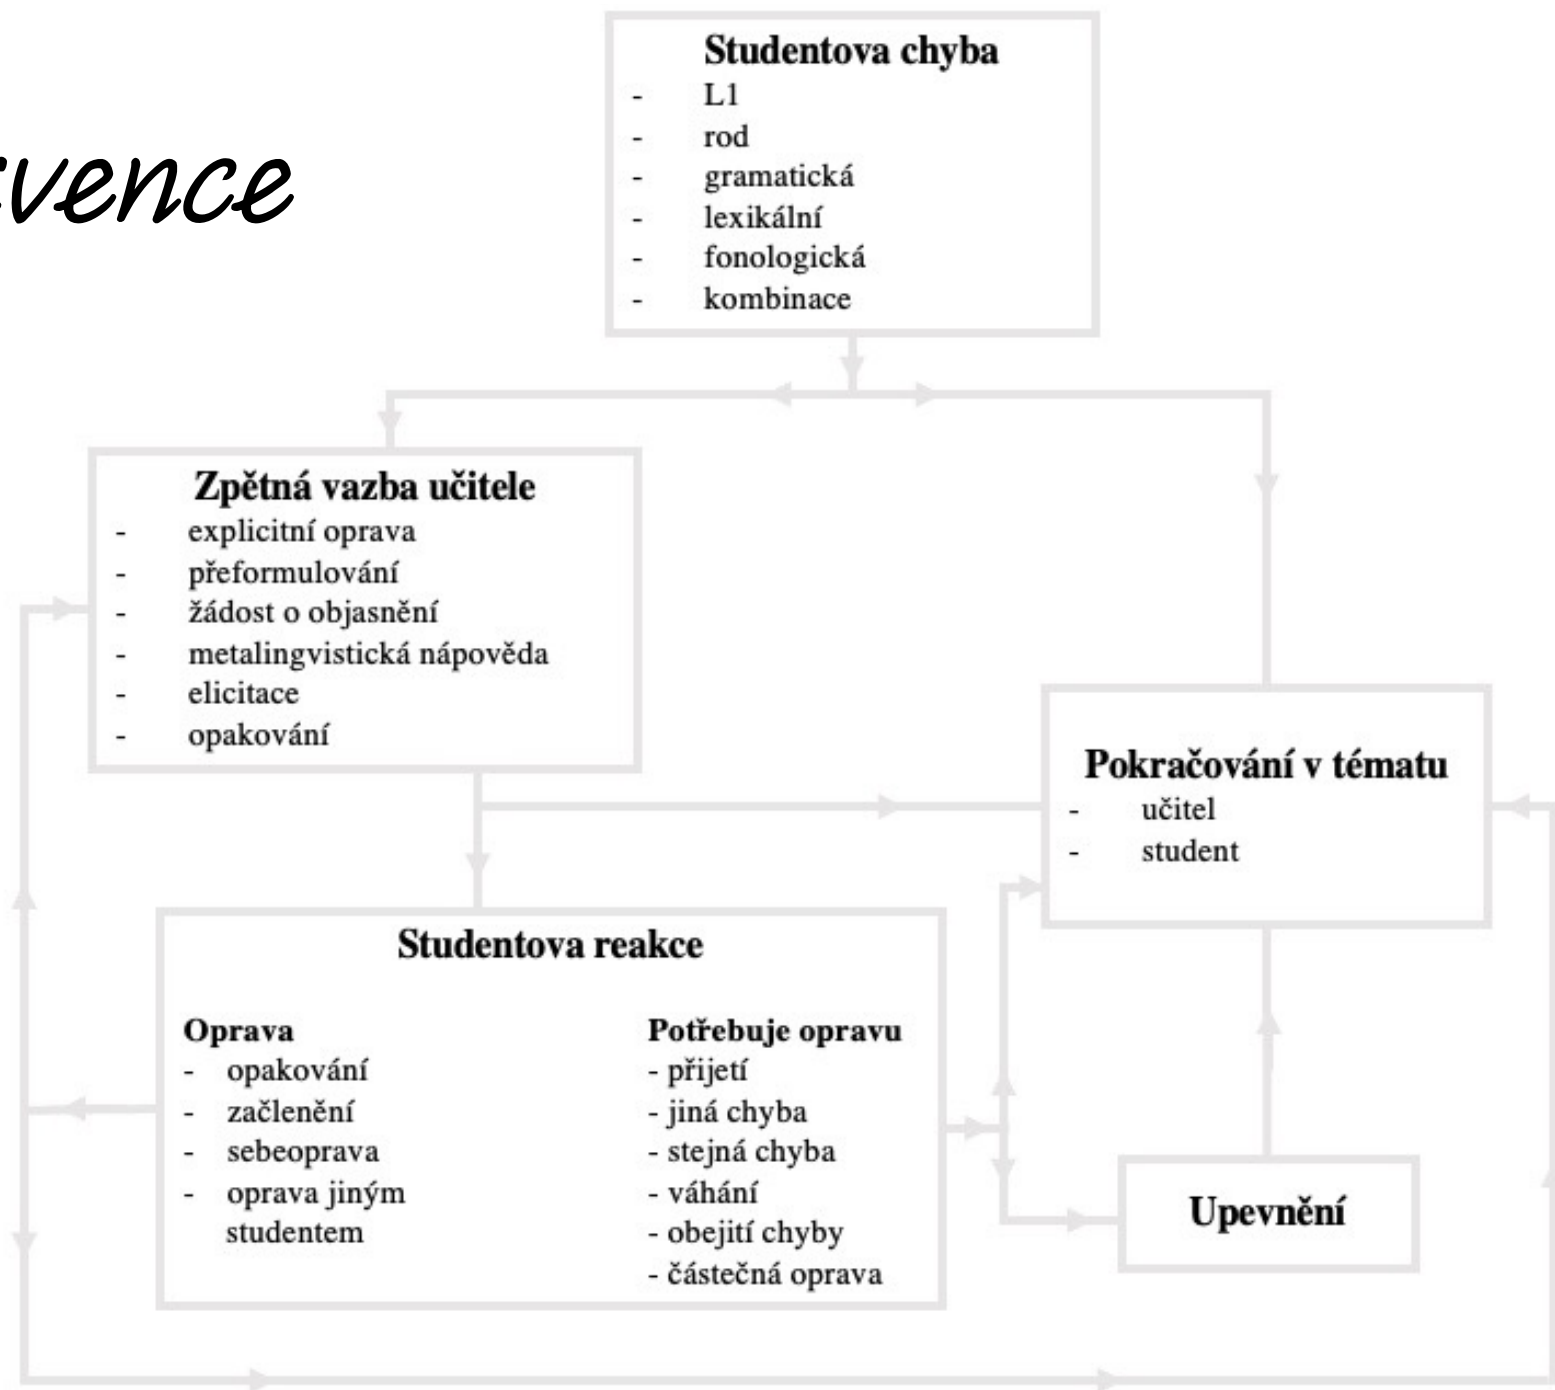 Studentova chyba
- L1
- rod
- gramatická
- lexikální
- fonologická
- kombinace
Zpětná vazba učitele
- explicitní oprava
- přeformulování
- žádost o objasnění
- metalingvistická nápověda
- elicitace
- opakování
Pokračování v tématu
- učitel
- student
Studentova reakce
Oprava
- opakování
- začlenění
- sebeoprava
- oprava jiným
studentem
Potřebuje opravu
- přijetí
- jiná chyba
- stejná chyba
- váhání
- obejití chyby
- částečná oprava
Upevnění